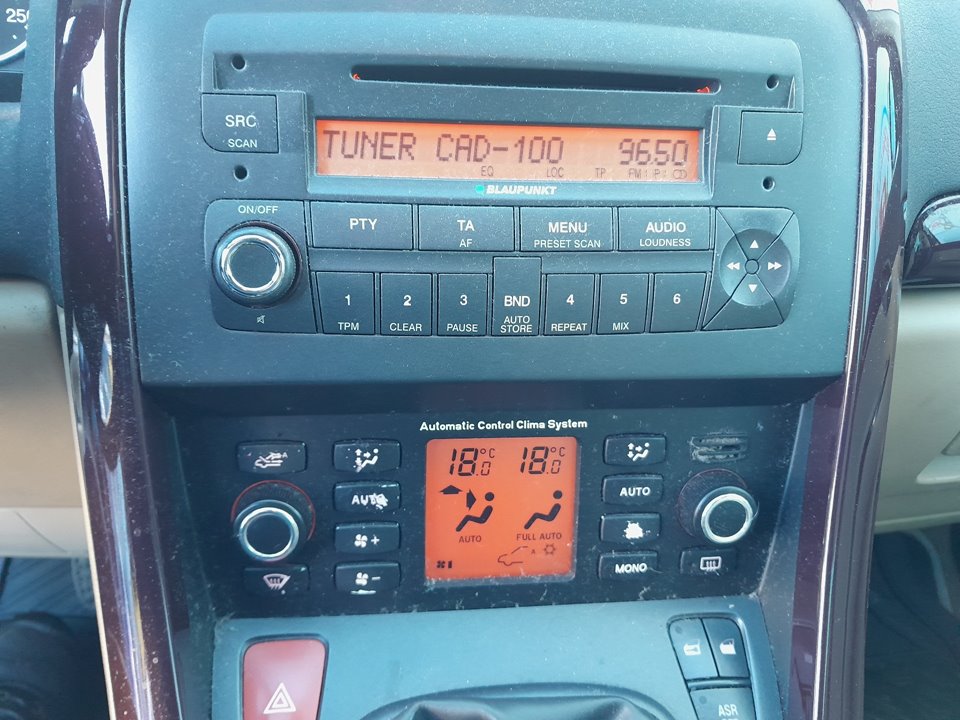 250
SRC
SCAN
TUNER CAD-100 96.50
EQ LOC TP FM
BLAUPUNKT
ON/OFF
PTY
TA
AF
MENU
PRESET SCAN
AUDIO
LOUDNESS
1
TPM
2
CLEAR
3
PAUSE
BND
AUTO
STORE
4
REPEAT
5
MIX
6
Automatic Control Clima System
18.0°C 18.0°C
AUTO
AUTO
AUTO FULL AUTO
A
MONO
ASR